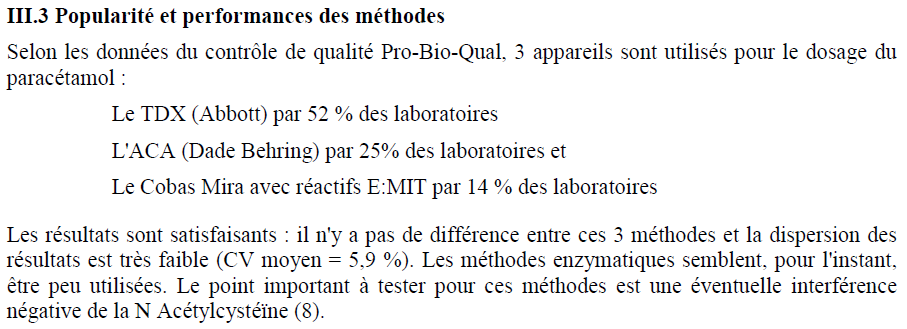 III.3 Popularité et performances des méthodes
Selon les données du contrôle de qualité Pro-Bio-Qual, 3 appareils sont utilisés pour le dosage du
paracétamol :
Le TDX (Abbott) par 52 % des laboratoires
L'ACA (Dade Behring) par 25% des laboratoires et
Le Cobas Mira avec réactifs E:MIT par 14 % des laboratoires
Les résultats sont satisfaisants : il n'y a pas de différence entre ces 3 méthodes et la dispersion des
résultats est très faible (CV moyen = 5,9 %). Les méthodes enzymatiques semblent, pour l'instant,
être peu utilisées. Le point important à tester pour ces méthodes est une éventuelle interférence
négative de la N Acétylcystéïne (8).